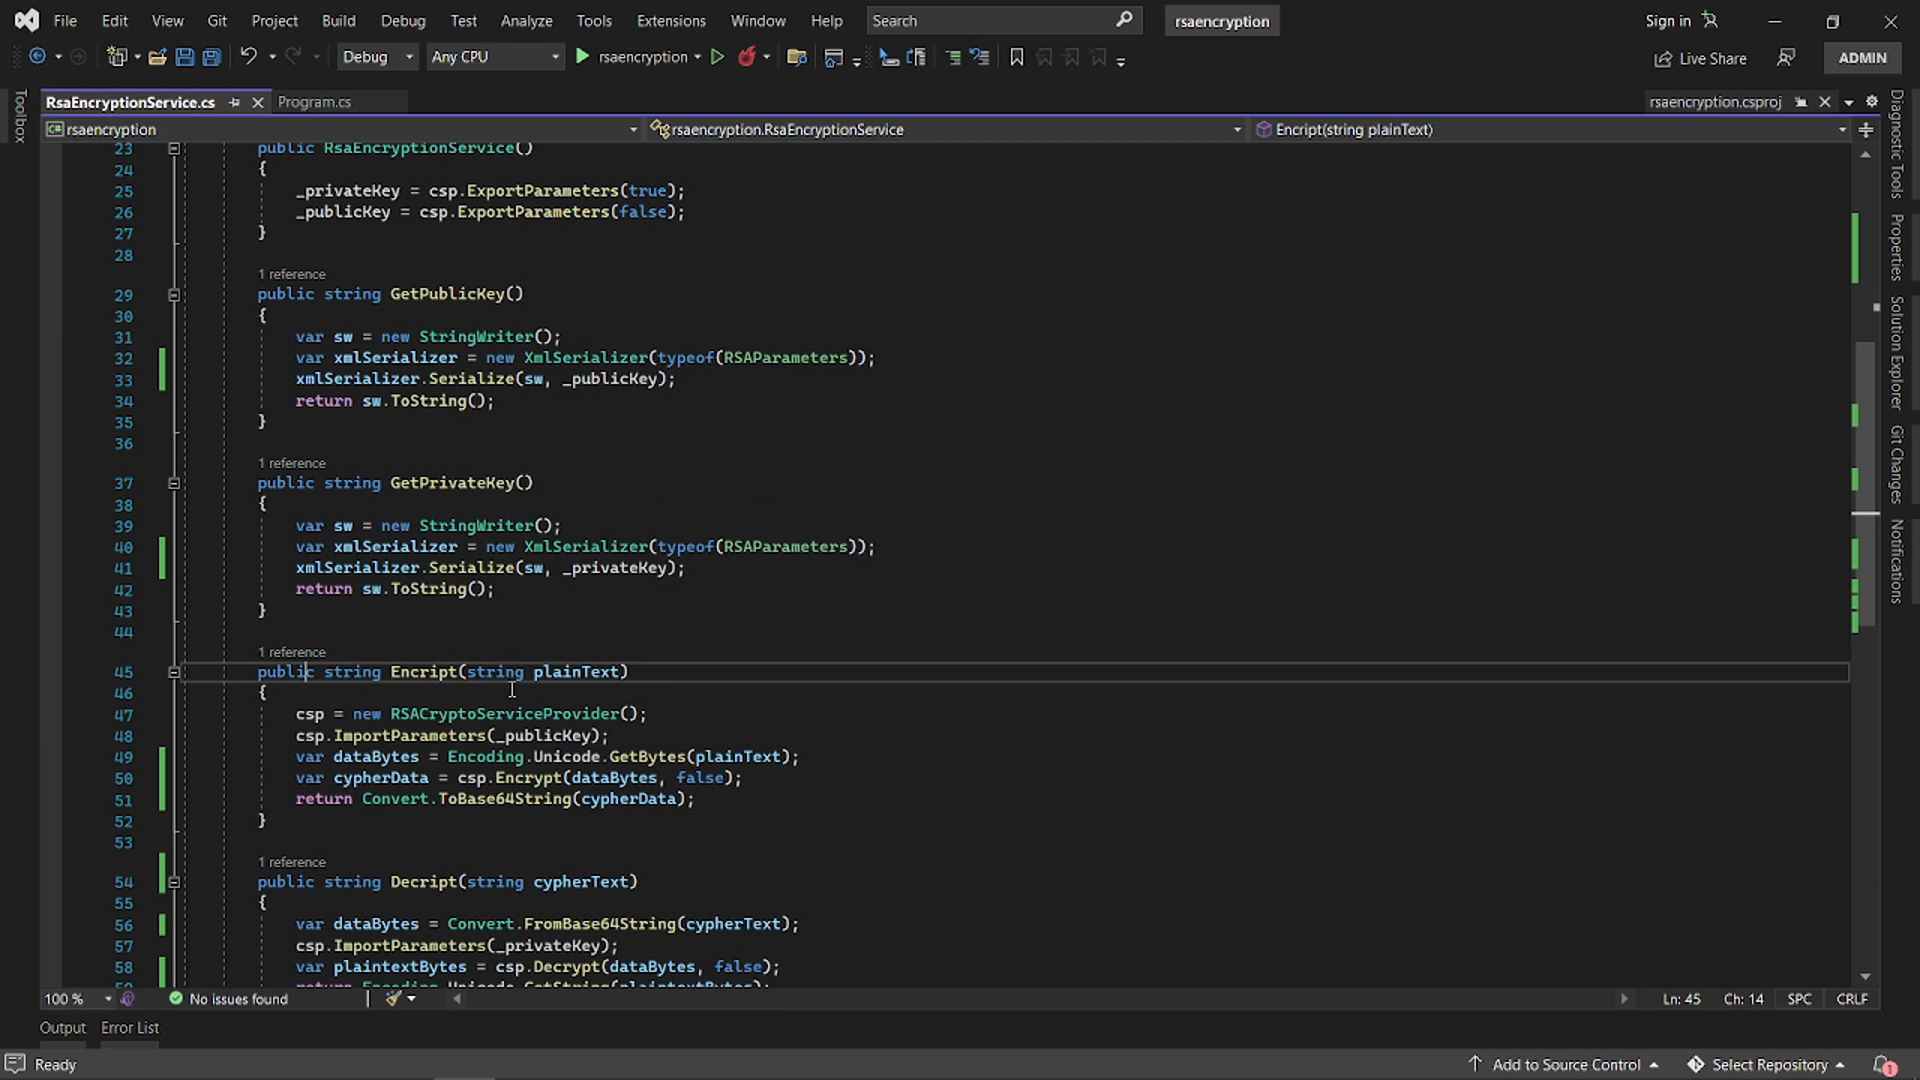 File Edit View Git Project Build Debug Test Analyze Tools Extensions Window Help Search rsaencryption Sign in
Debug Any CPU rsaencryption Live Share ADMIN
RsaEncryptionService.cs Program.cs rsaencryption.csproj
C# rsaencryption rsaencryption.RsaEncryptionService Encript(string plainText)
Toolbox
23 public RsaEncryptionService()
24 {
25 _privateKey = csp.ExportParameters(true);
26 _publicKey = csp.ExportParameters(false);
27 }
28
1 reference
29 public string GetPublicKey()
30 {
31 var sw = new StringWriter();
32 var xmlSerializer = new XmlSerializer(typeof(RSAParameters));
33 xmlSerializer.Serialize(sw, _publicKey);
34 return sw.ToString();
35 }
36
1 reference
37 public string GetPrivateKey()
38 {
39 var sw = new StringWriter();
40 var xmlSerializer = new XmlSerializer(typeof(RSAParameters));
41 xmlSerializer.Serialize(sw, _privateKey);
42 return sw.ToString();
43 }
44
1 reference
45 public string Encript(string plainText)
46 {
47 csp = new RSACryptoServiceProvider();
48 csp.ImportParameters(_publicKey);
49 var dataBytes = Encoding.Unicode.GetBytes(plainText);
50 var cypherData = csp.Encrypt(dataBytes, false);
51 return Convert.ToBase64String(cypherData);
52 }
53
1 reference
54 public string Decript(string cypherText)
55 {
56 var dataBytes = Convert.FromBase64String(cypherText);
57 csp.ImportParameters(_privateKey);
58 var plaintextBytes = csp.Decrypt(dataBytes, false);
59 return Encoding.Unicode.GetString(plaintextBytes);
Diagnostic Tools
Properties
Solution Explorer
Git Changes
Notifications
100 % No issues found Ln: 45 Ch: 14 SPC CRLF
Output Error List
Ready Add to Source Control Select Repository 1